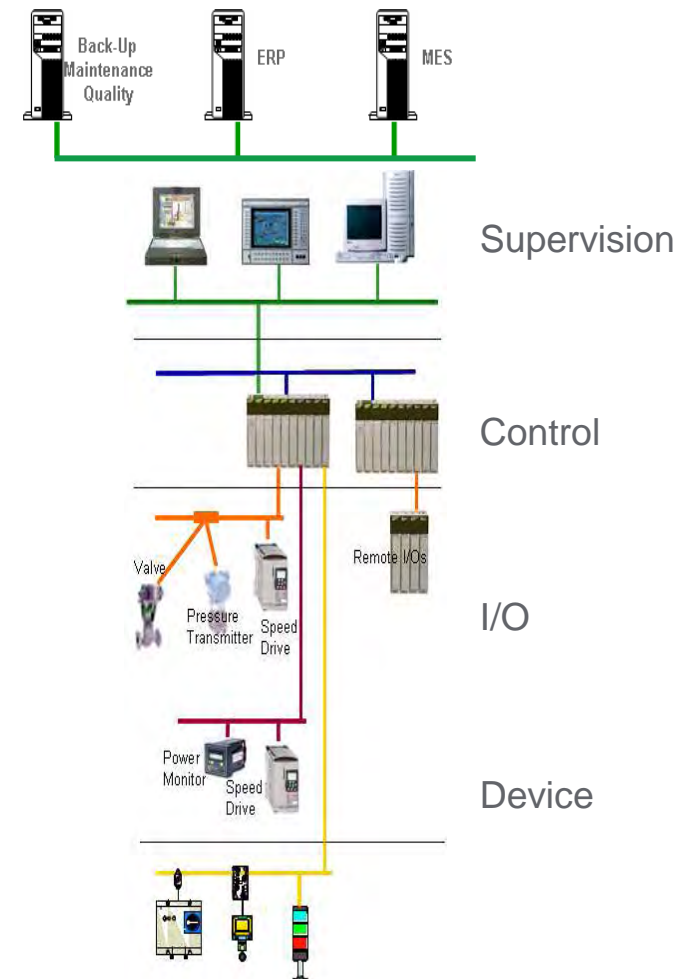 Back-Up
Maintenance
Quality
ERP
MES
Supervision
Control
Valve
Pressure
Transmitter
Speed
Drive
Remote I/Os
I/O
Power
Monitor
Speed
Drive
Device